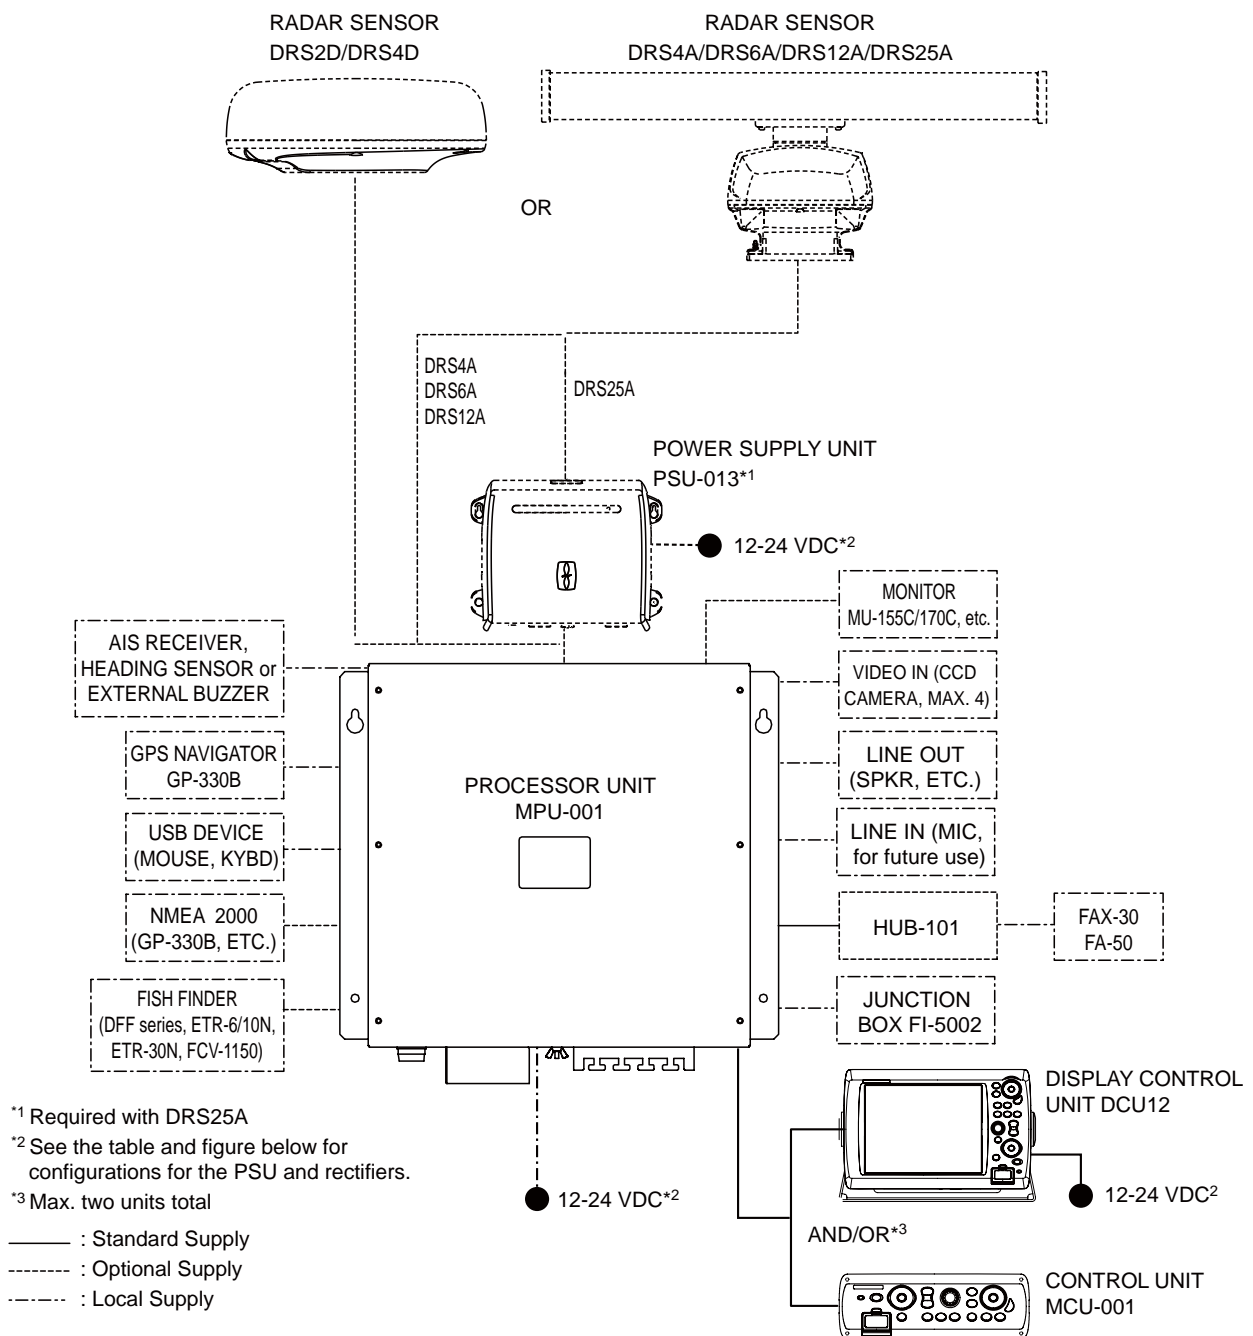 RADAR SENSOR
DRS2D/DRS4D
RADAR SENSOR
DRS4A/DRS6A/DRS12A/DRS25A
OR
DRS4A
DRS6A
DRS12A
DRS25A
POWER SUPPLY UNIT
PSU-013*1
12-24 VDC*2
AIS RECEIVER,
HEADING SENSOR or
EXTERNAL BUZZER
GPS NAVIGATOR
GP-330B
USB DEVICE
(MOUSE, KYBD)
NMEA 2000
(GP-330B, ETC.)
FISH FINDER
(DFF series, ETR-6/10N,
ETR-30N, FCV-1150)
PROCESSOR UNIT
MPU-001
MONITOR
MU-155C/170C, etc.
VIDEO IN (CCD
CAMERA, MAX. 4)
LINE OUT
(SPKR, ETC.)
LINE IN (MIC,
for future use)
HUB-101
FAX-30
FA-50
JUNCTION
BOX FI-5002
DISPLAY CONTROL
UNIT DCU12
12-24 VDC2
12-24 VDC*2
AND/OR*3
CONTROL UNIT
MCU-001
*1 Required with DRS25A
*2 See the table and figure below for
configurations for the PSU and rectifiers.
*3 Max. two units total
: Standard Supply
: Optional Supply
: Local Supply